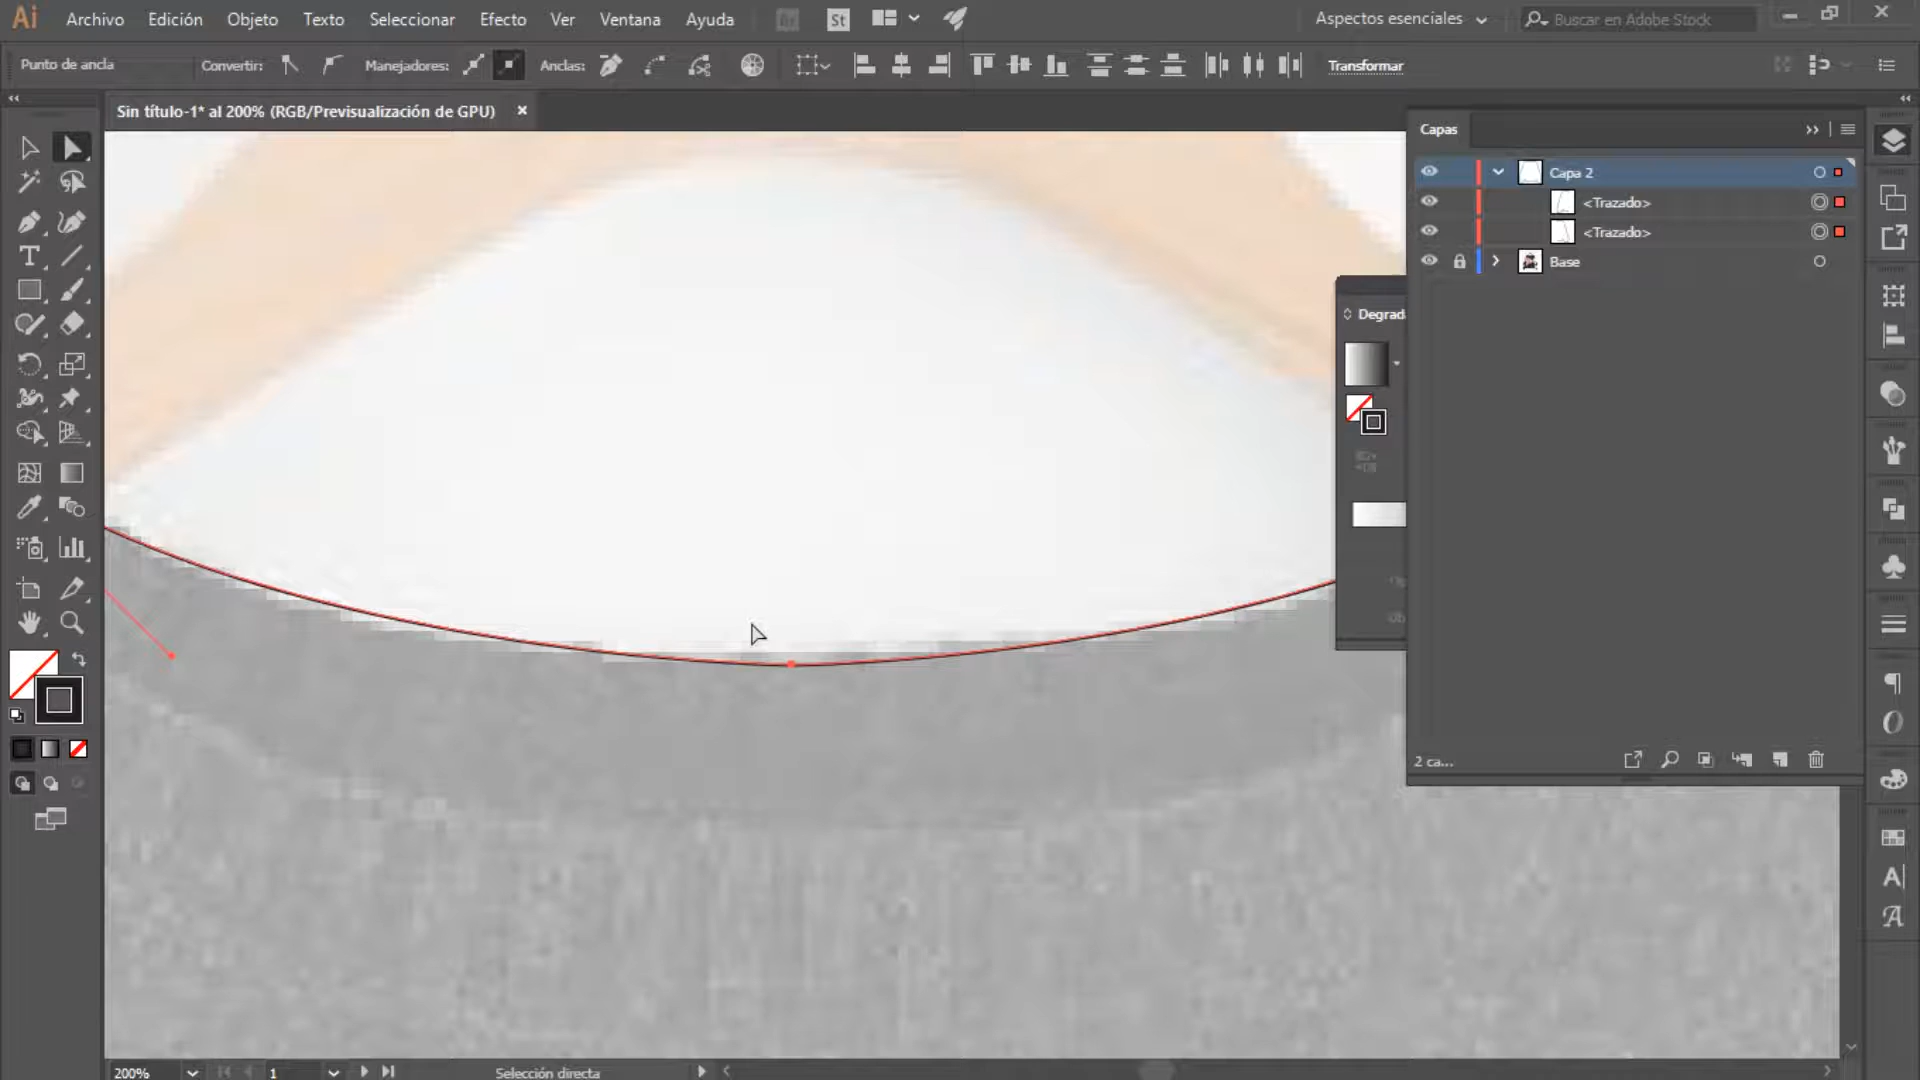 Ai Archivo Edición Objeto Texto Seleccionar Efecto Ver Ventana Ayuda Br St Aspectos esenciales Buscar en Adobe Stock
Punto de ancla Convertir: Manejadores: Anclas: Transformar
Sin título-1* al 200% (RGB/Previsualización de GPU)
Capas
Capa 2
<Trazado>
<Trazado>
Base
Degrad
2 ca...
200% 1 Selección directa